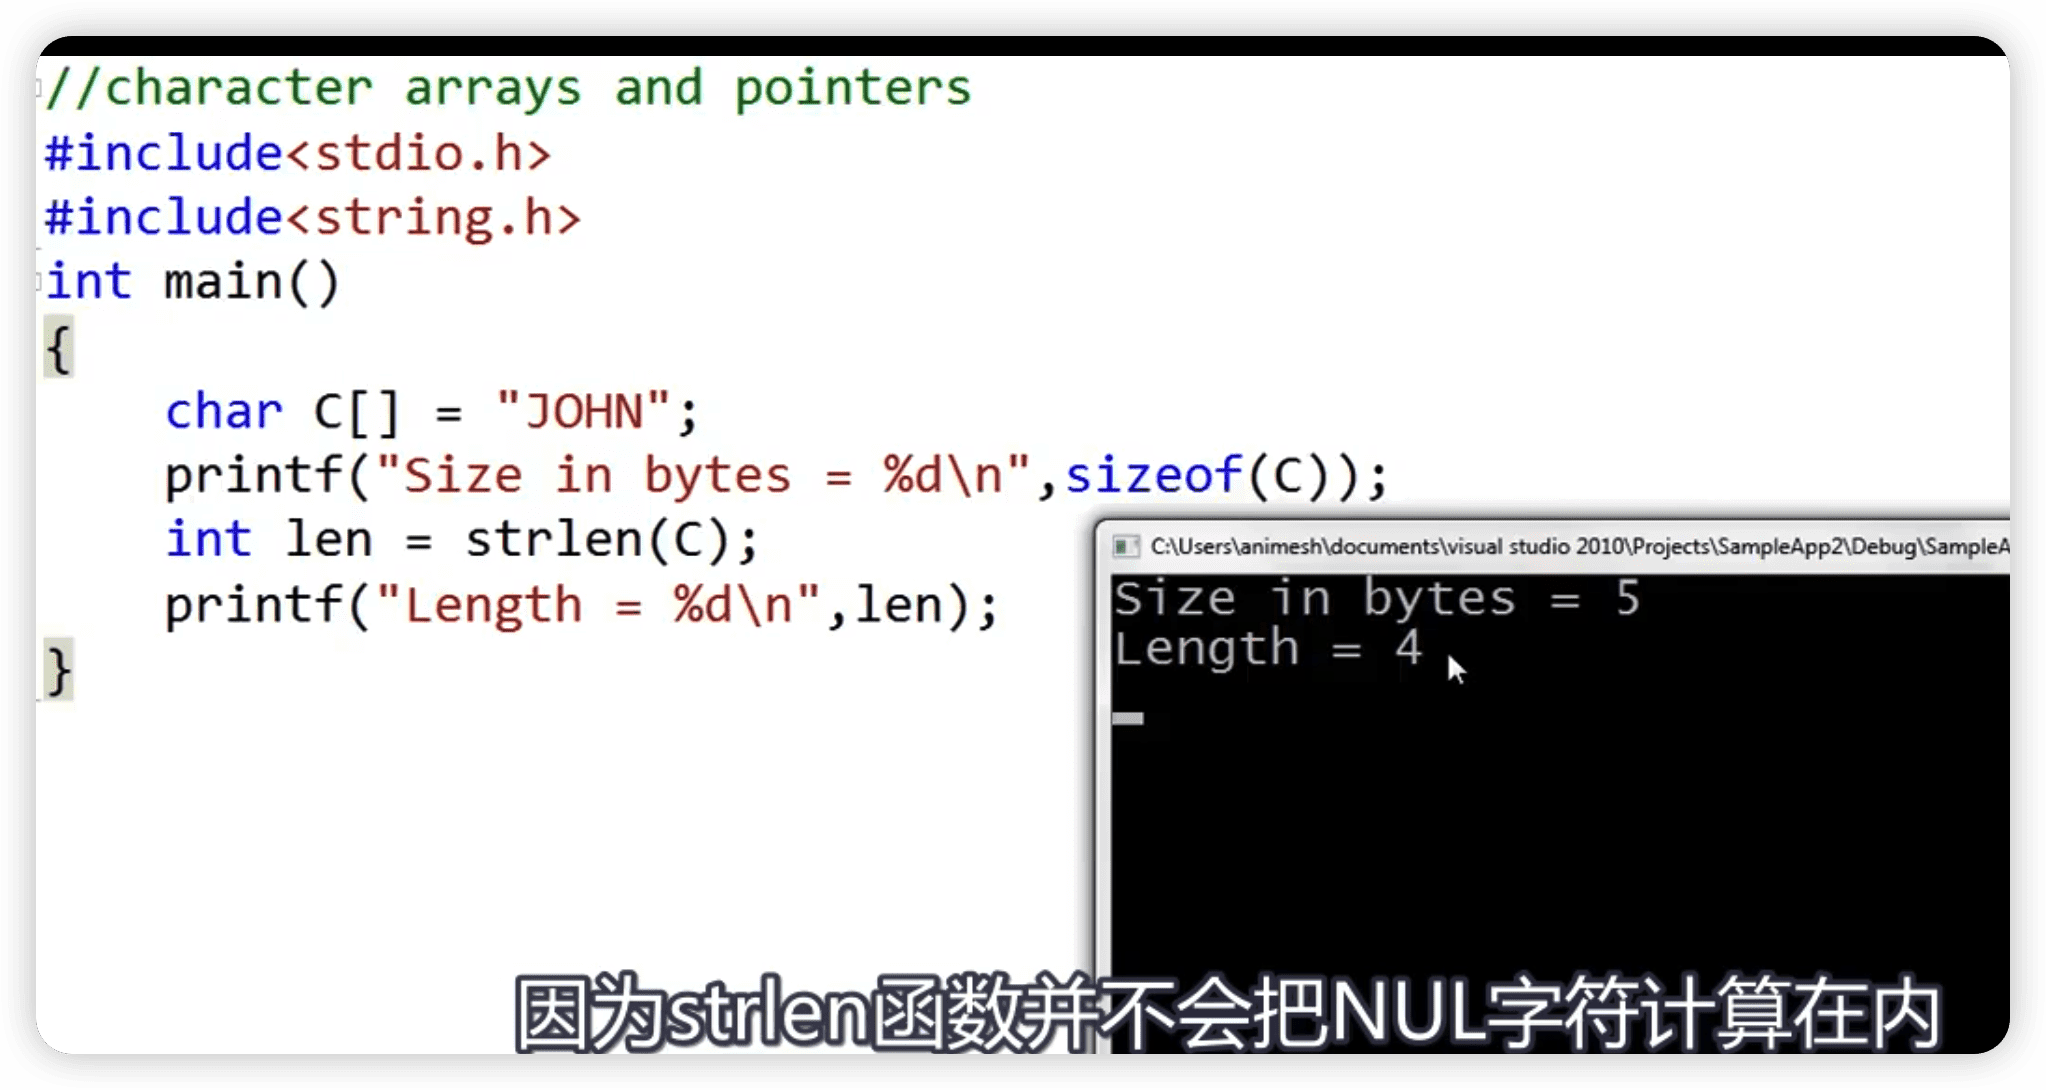 //character arrays and pointers
#include<stdio.h>
#include<string.h>
int main()
{
char C[] = "JOHN";
printf("Size in bytes = %d\n",sizeof(C));
int len = strlen(C);
printf("Length = %d\n",len);
}
C:\Users\animesh\documents\visual studio 2010\Projects\SampleApp2\Debug\SampleA
Size in bytes = 5
Length = 4
因为strlen函数并不会把NUL字符计算在内